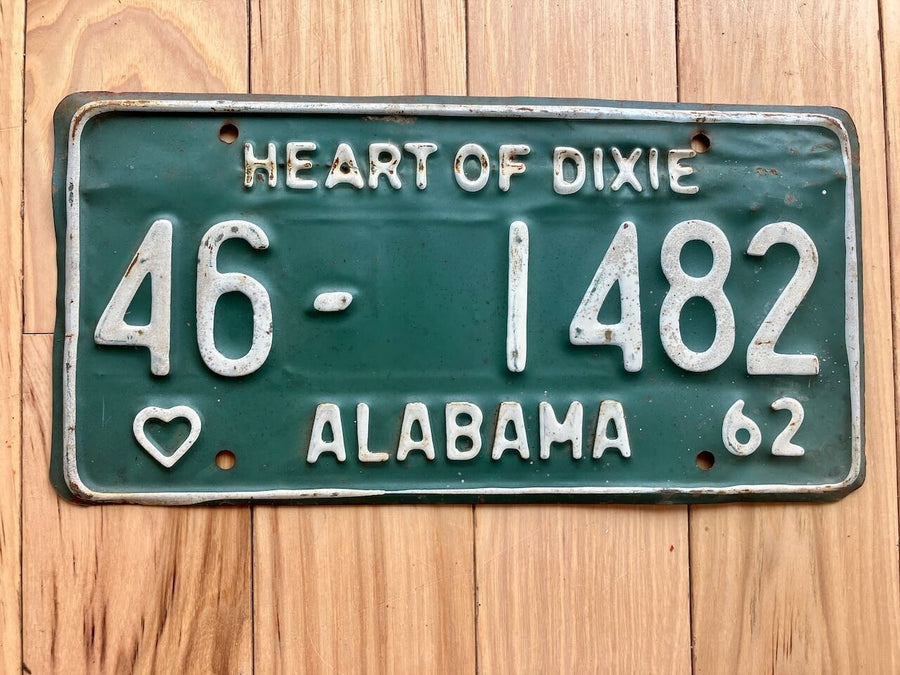 HEART OF DIXIE
46-1482
ALABAMA 62